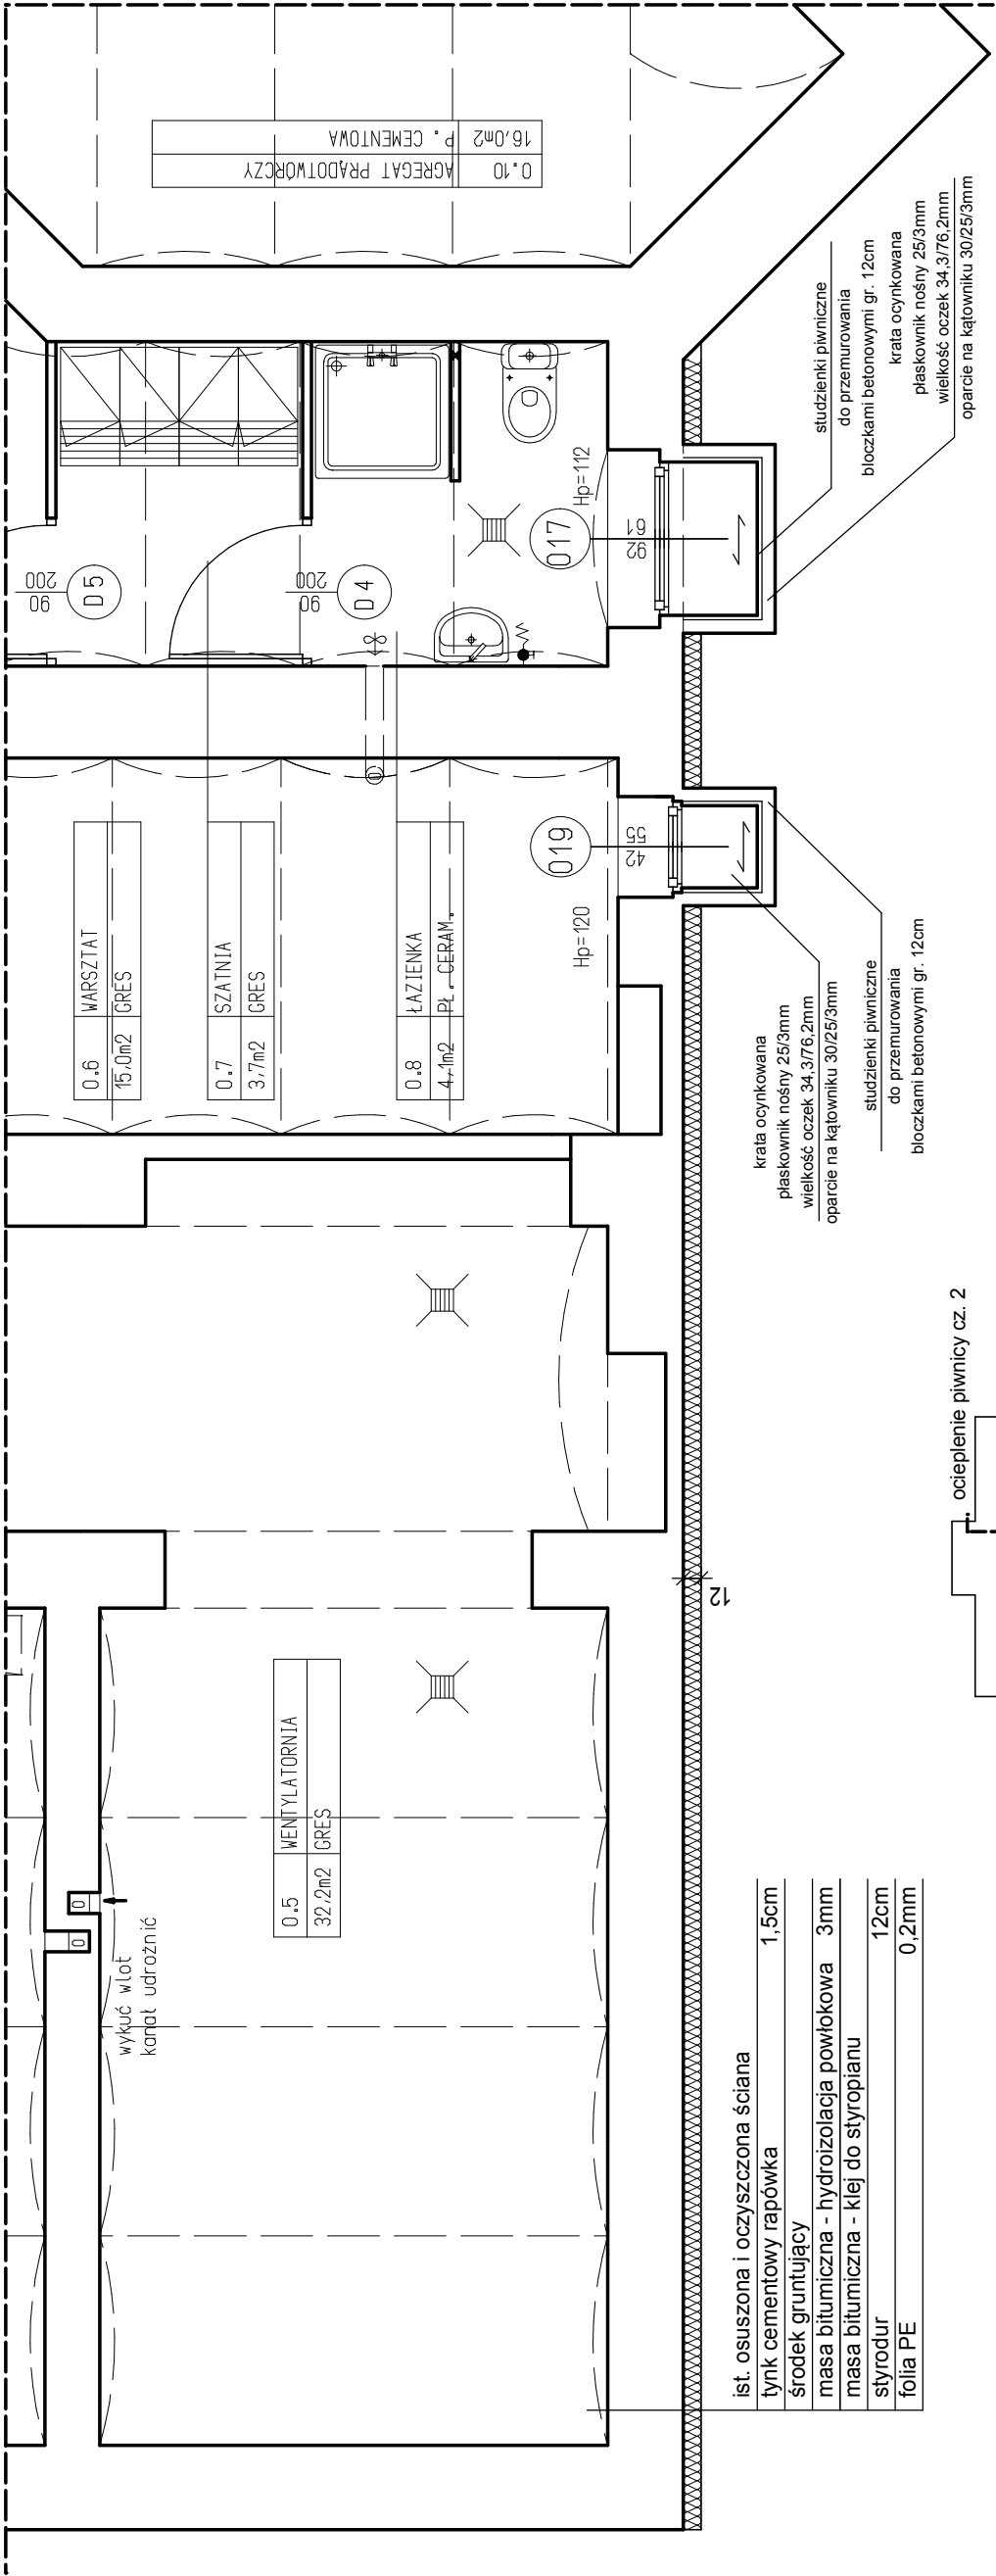 0.10 AGREGAT PRĄDOTWÓRCZY
16,0m2 P. CEMENTOWA
D5
90
200
D4
90
200
O17
92
61
Hp=112
studzienki piwniczne
do przemurowania
bloczkami betonowymi gr. 12cm
krata ocynkowana
płaskownik nośny 25/3mm
wielkość oczek 34,3/76,2mm
oparcie na kątowniku 30/25/3mm
0.6 WARSZTAT
15,0m2 GRES
0.7 SZATNIA
3,7m2 GRES
0.8 ŁAZIENKA
4,1m2 PŁ. CERAM.
O19
42
55
Hp=120
krata ocynkowana
płaskownik nośny 25/3mm
wielkość oczek 34,3/76,2mm
oparcie na kątowniku 30/25/3mm
studzienki piwniczne
do przemurowania
bloczkami betonowymi gr. 12cm
0.5 WENTYLATORNIA
32,2m2 GRES
wykuć wlot
kanał udrożnić
12
ocieplenie piwnicy cz. 2
ist. osuszona i oczyszczona ściana
tynk cementowy rapówka 1,5cm
środek gruntujący
masa bitumiczna - hydroizolacja powłokowa 3mm
masa bitumiczna - klej do styropianu
styrodur 12cm
folia PE 0,2mm